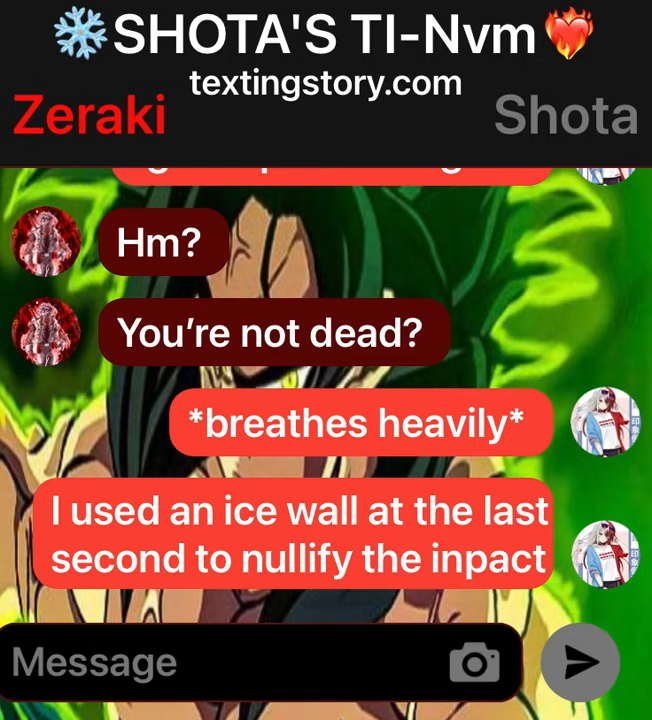 ❄️SHOTA'S TI-Nvm❤️‍🔥
textingstory.com
Zeraki
Shota
Hm?
You're not dead?
*breathes heavily*
I used an ice wall at the last
second to nullify the inpact
Message